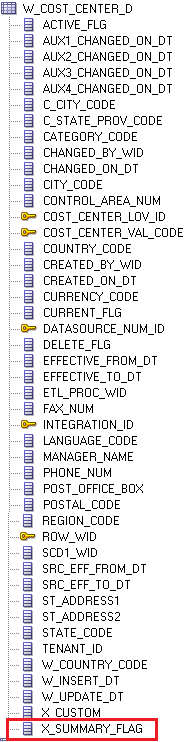 W_COST_CENTER_D
ACTIVE_FLG
AUX1_CHANGED_ON_DT
AUX2_CHANGED_ON_DT
AUX3_CHANGED_ON_DT
AUX4_CHANGED_ON_DT
C_CITY_CODE
C_STATE_PROV_CODE
CATEGORY_CODE
CHANGED_BY_WID
CHANGED_ON_DT
CITY_CODE
CONTROL_AREA_NUM
COST_CENTER_LOV_ID
COST_CENTER_VAL_CODE
COUNTRY_CODE
CREATED_BY_WID
CREATED_ON_DT
CURRENCY_CODE
CURRENT_FLG
DATASOURCE_NUM_ID
DELETE_FLG
EFFECTIVE_FROM_DT
EFFECTIVE_TO_DT
ETL_PROC_WID
FAX_NUM
INTEGRATION_ID
LANGUAGE_CODE
MANAGER_NAME
PHONE_NUM
POST_OFFICE_BOX
POSTAL_CODE
REGION_CODE
ROW_WID
SCD1_WID
SRC_EFF_FROM_DT
SRC_EFF_TO_DT
ST_ADDRESS1
ST_ADDRESS2
STATE_CODE
TENANT_ID
W_COUNTRY_CODE
W_INSERT_DT
W_UPDATE_DT
X_CUSTOM
X_SUMMARY_FLAG